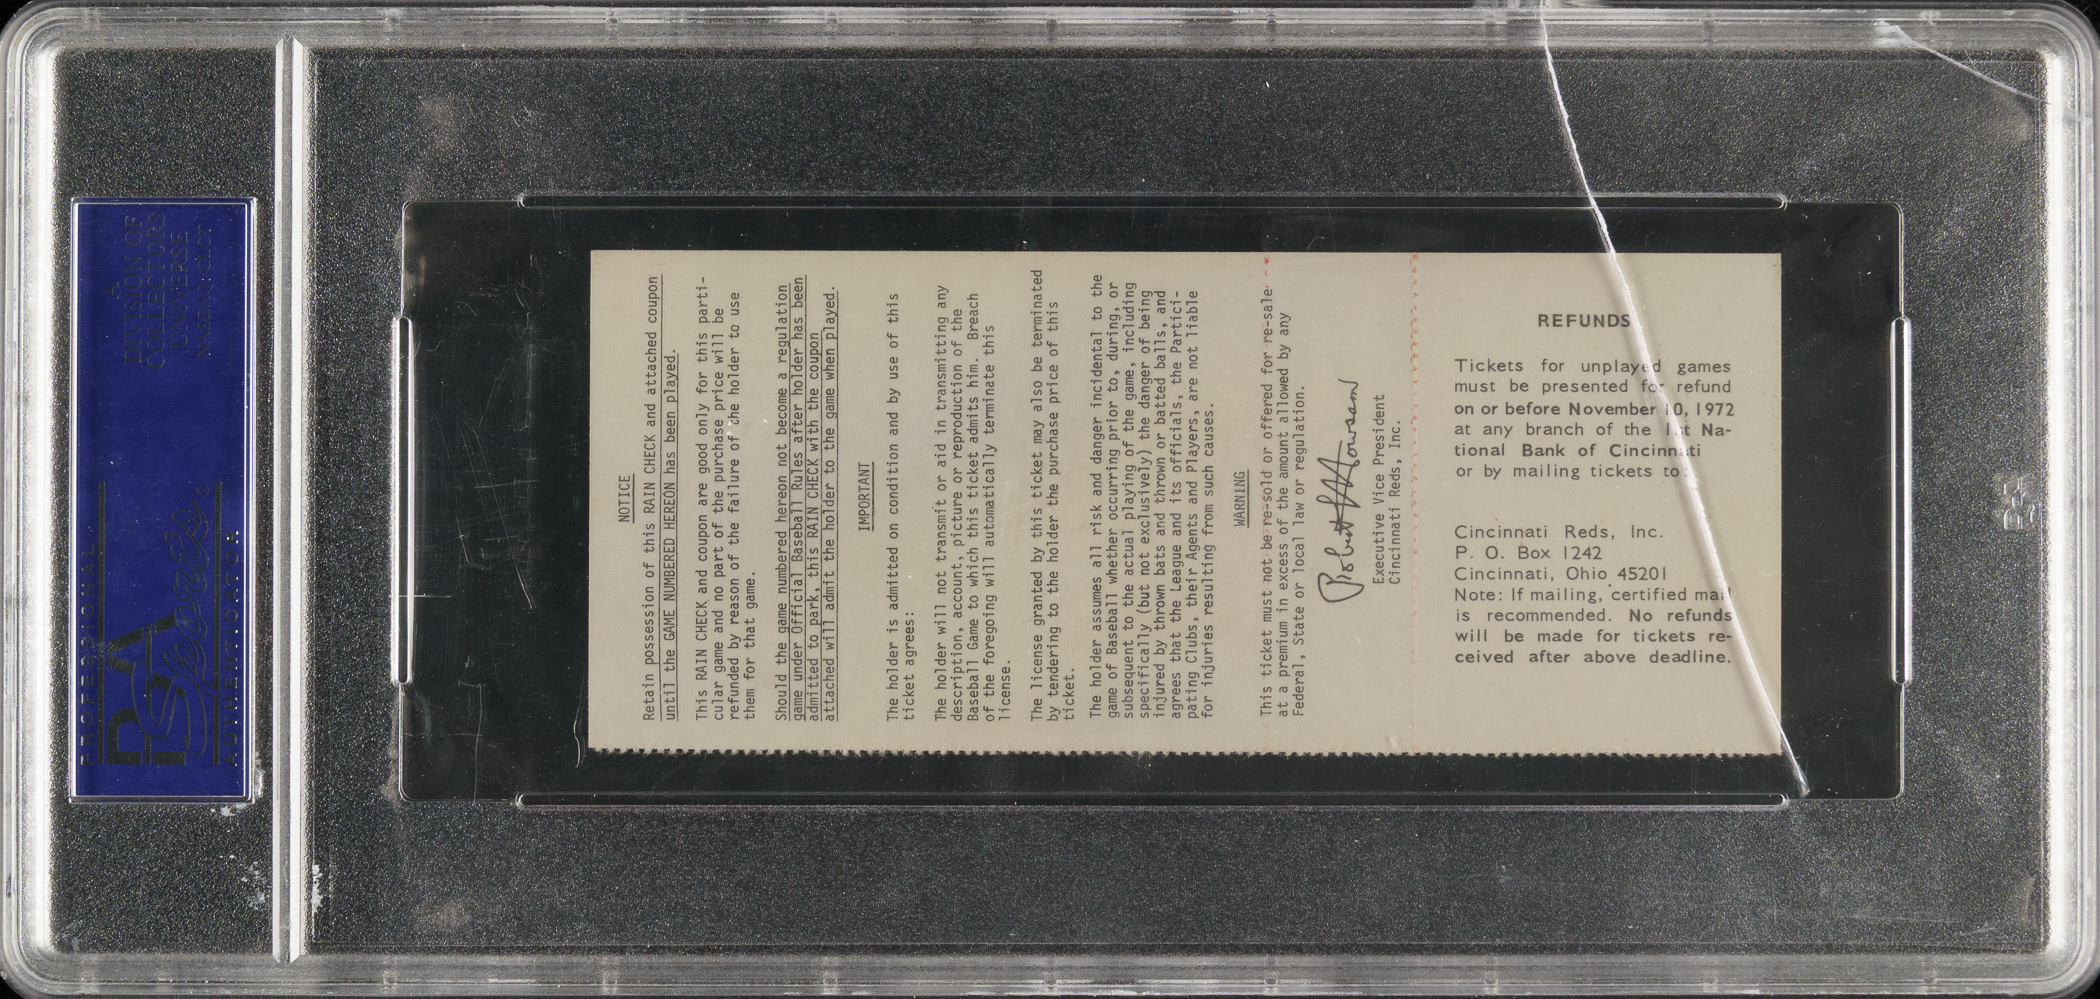 A
DIVISION OF
COLLECTORS
UNIVERSE
NASDAQ: CLCT
PROFESSIONAL
PSA
Sports
AUTHENTICATOR
NOTICE
Retain possession of this RAIN CHECK and attached coupon
until the GAME NUMBERED HEREON has been played.
This RAIN CHECK and coupon are good only for this parti-
cular game and no part of the purchase price will be
refunded by reason of the failure of the holder to use
them for that game.
Should the game numbered hereon not become a regulation
game under Official Baseball Rules after holder has been
admitted to park, this RAIN CHECK with the coupon
attached will admit the holder to the game when played.
IMPORTANT
The holder is admitted on condition and by use of this
ticket agrees:
The holder will not transmit or aid in transmitting any
description, account, picture or reproduction of the
Baseball Game to which this ticket admits him. Breach
of the foregoing will automatically terminate this
license.
The license granted by this ticket may also be terminated
by tendering to the holder the purchase price of this
ticket.
The holder assumes all risk and danger incidental to the
game of Baseball whether occurring prior to, during, or
subsequent to the actual playing of the game, including
specifically (but not exclusively) the danger of being
injured by thrown bats and thrown or batted balls, and
agrees that the League and its officials, the Partici-
pating Clubs, their Agents and Players, are not liable
for injuries resulting from such causes.
WARNING
This ticket must not be re-sold or offered for re-sale
at a premium in excess of the amount allowed by any
Federal, State or local law or regulation.
Robert L Howsam
Executive Vice President
Cincinnati Reds, Inc.
REFUNDS
Tickets for unplayed games
must be presented for refund
on or before November 10, 1972
at any branch of the 1st Na-
tional Bank of Cincinnati
or by mailing tickets to:
Cincinnati Reds, Inc.
P. O. Box 1242
Cincinnati, Ohio 45201
Note: If mailing, certified mail
is recommended. No refunds
will be made for tickets re-
ceived after above deadline.
PSA